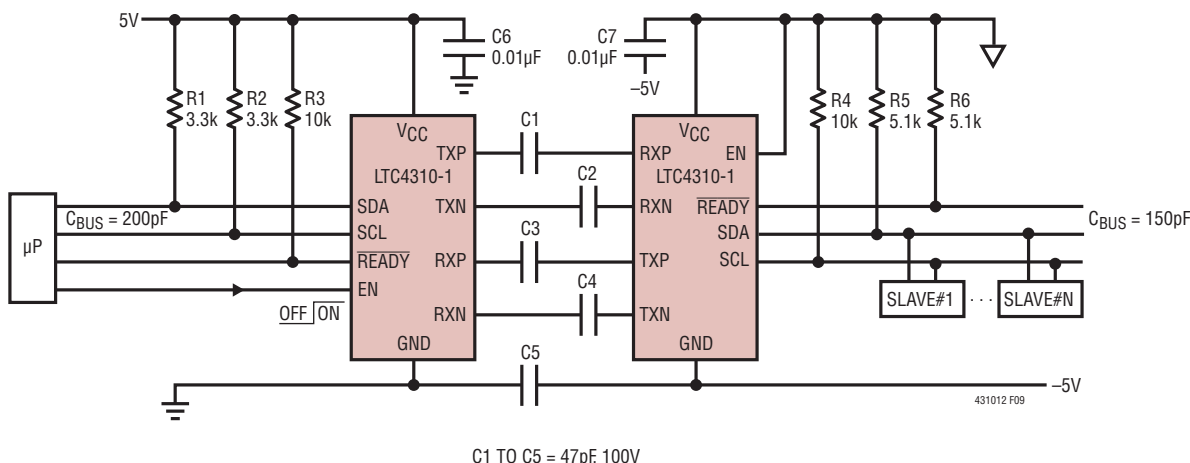 5V
C6
0.01µF
C7
0.01µF
–5V
R1
3.3k
R2
3.3k
R3
10k
R4
10k
R5
5.1k
R6
5.1k
µP
CBUS = 200pF
OFF ON
VCC
TXP
LTC4310-1
SDA
TXN
SCL
READY
RXP
EN
RXN
GND
C1
C2
C3
C4
C5
VCC
RXP
EN
LTC4310-1
RXN
READY
SDA
TXP
SCL
TXN
GND
CBUS = 150pF
SLAVE#1 · · · SLAVE#N
–5V
431012 F09
C1 TO C5 = 47pF, 100V